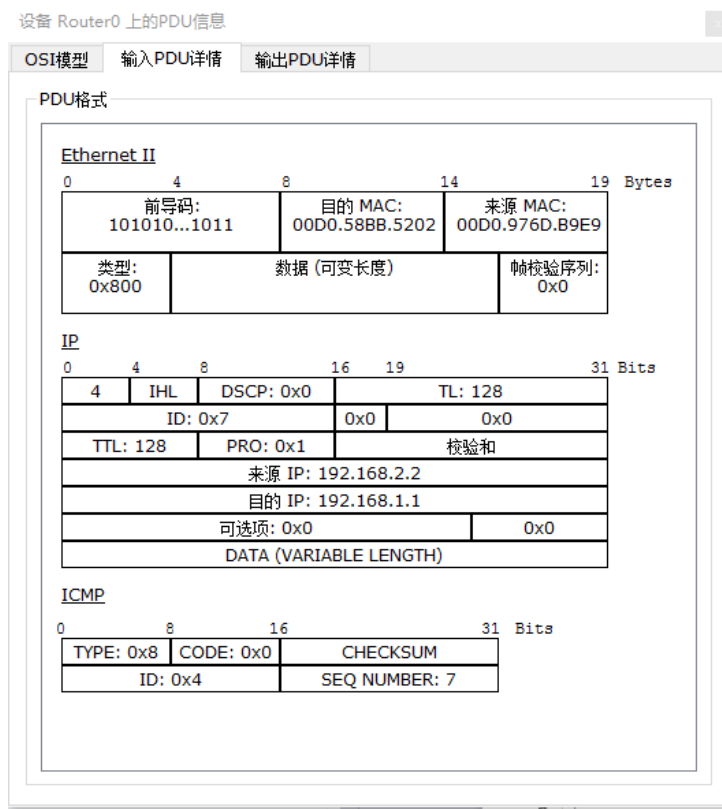 设备 Router0 上的PDU信息
OSI模型 输入PDU详情 输出PDU详情
PDU格式
Ethernet II
0 4 8 14 19 Bytes
前导码: 目的 MAC: 来源 MAC:
101010...1011 00D0.58BB.5202 00D0.976D.B9E9
类型: 数据 (可变长度) 帧校验序列:
0x800 0x0
IP
0 4 8 16 19 31 Bits
4 IHL DSCP: 0x0 TL: 128
ID: 0x7 0x0 0x0
TTL: 128 PRO: 0x1 校验和
来源 IP: 192.168.2.2
目的 IP: 192.168.1.1
可选项: 0x0 0x0
DATA (VARIABLE LENGTH)
ICMP
0 8 16 31 Bits
TYPE: 0x8 CODE: 0x0 CHECKSUM
ID: 0x4 SEQ NUMBER: 7